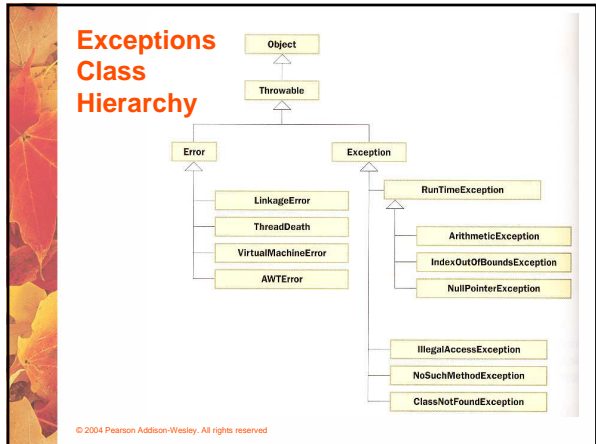 Exceptions
Class
Hierarchy
Object
Throwable
Error
Exception
LinkageError
ThreadDeath
VirtualMachineError
AWTError
RunTimeException
ArithmeticException
IndexOutOfBoundsException
NullPointerException
IllegalAccessException
NoSuchMethodException
ClassNotFoundException
© 2004 Pearson Addison-Wesley. All rights reserved